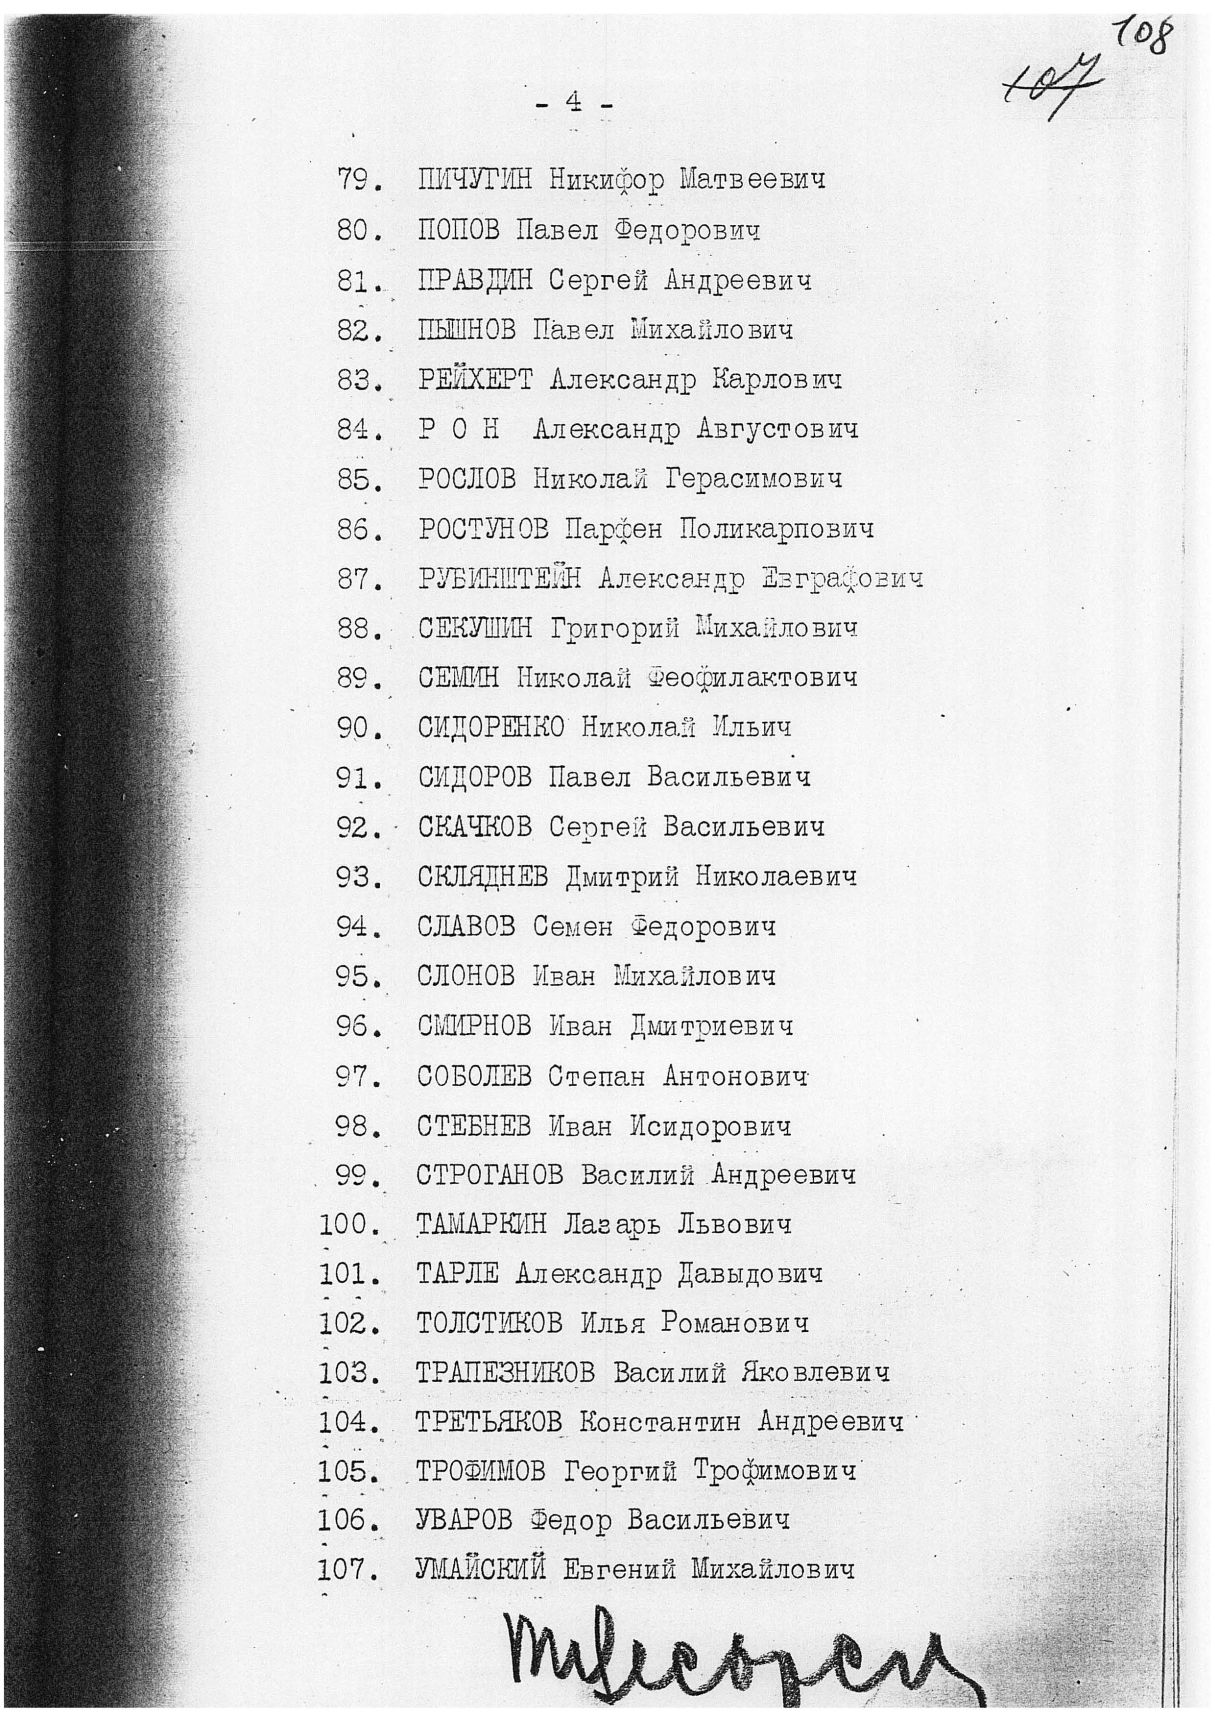 108
107
- 4 -
79. ПИЧУГИН Никифор Матвеевич
80. ПОПОВ Павел Федорович
81. ПРАВДИН Сергей Андреевич
82. ПЫШНОВ Павел Михайлович
83. РЕЙХЕРТ Александр Карлович
84. Р О Н Александр Августович
85. РОСЛОВ Николай Герасимович
86. РОСТУНОВ Парфен Поликарпович
87. РУБИНШТЕЙН Александр Евграфович
88. СЕКУШИН Григорий Михайлович
89. СЕМИН Николай Феофилактович
90. СИДОРЕНКО Николай Ильич
91. СИДОРОВ Павел Васильевич
92. СКАЧКОВ Сергей Васильевич
93. СКЛЯДНЕВ Дмитрий Николаевич
94. СЛАВОВ Семен Федорович
95. СЛОНОВ Иван Михайлович
96. СМИРНОВ Иван Дмитриевич
97. СОБОЛЕВ Степан Антонович
98. СТЕБНЕВ Иван Исидорович
99. СТРОГАНОВ Василий Андреевич
100. ТАМАРКИН Лазарь Львович
101. ТАРЛЕ Александр Давыдович
102. ТОЛСТИКОВ Илья Романович
103. ТРАПЕЗНИКОВ Василий Яковлевич
104. ТРЕТЬЯКОВ Константин Андреевич
105. ТРОФИМОВ Георгий Трофимович
106. УВАРОВ Федор Васильевич
107. УМАЙСКИЙ Евгений Михайлович